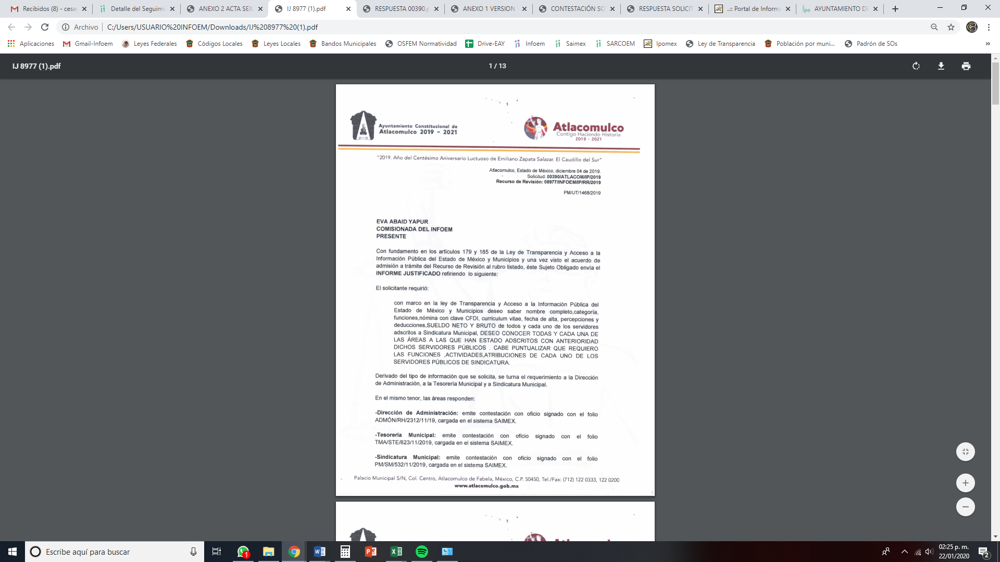 Recibidos (8) - cesa
Detalle del Seguimi
ANEXO 2 ACTA SEX
IJ 8977 (1).pdf
RESPUESTA 00390.p
ANEXO 1 VERSION
CONTESTACIÓN SO
RESPUESTA SOLICIT
..:: Portal de Informa
AYUNTAMIENTO DE
Archivo
C:/Users/USUARIO%20INFOEM/Downloads/IJ%208977%20(1).pdf
Aplicaciones
Gmail-Infoem
Leyes Federales
Códigos Locales
Leyes Locales
Bandos Municipales
OSFEM Normatividad
Drive-EAY
Infoem
Saimex
SARCOEM
Ipomex
Ley de Transparencia
Población por muni...
Padrón de SOs
»
IJ 8977 (1).pdf
1 / 13
Ayuntamiento Constitucional de
Atlacomulco 2019 - 2021
Atlacomulco
Contigo Haciendo Historia
2019 - 2021
"2019. Año del Centésimo Aniversario Luctuoso de Emiliano Zapata Salazar. El Caudillo del Sur"
Atlacomulco, Estado de México, diciembre 04 de 2019.
Solicitud: 00390/ATLACOM/IP/2019
Recurso de Revisión: 08977/INFOEM/IP/RR/2019
PM/UT/1468/2019
EVA ABAID YAPUR
COMISIONADA DEL INFOEM
PRESENTE
Con fundamento en los artículos 179 y 185 de la Ley de Transparencia y Acceso a la
Información Pública del Estado de México y Municipios y una vez visto el acuerdo de
admisión a trámite del Recurso de Revisión al rubro listado, éste Sujeto Obligado envía el
INFORME JUSTIFICADO refiriendo lo siguiente:
El solicitante requirió:
con marco en la ley de Transparencia y Acceso a la Información Pública del
Estado de México y Municipios deseo saber nombre completo,categoría,
funciones,nómina con clave CFDI, curriculum vitae, fecha de alta, percepciones y
deducciones,SUELDO NETO Y BRUTO de todos y cada uno de los servidores
adscritos a Sindicatura Municipal, DESEO CONOCER TODAS Y CADA UNA DE
LAS ÁREAS A LAS QUE HAN ESTADO ADSCRITOS CON ANTERIORIDAD
DICHOS SERVIDORES PÚBLICOS . CABE PUNTUALIZAR QUE REQUIERO
LAS FUNCIONES ,ACTIVIDADES,ATRIBUCIONES DE CADA UNO DE LOS
SERVIDORES PÚBLICOS DE SINDICATURA.
Derivado del tipo de información que se solicita, se turna el requerimiento a la Dirección
de Administración, a la Tesorería Municipal y a Sindicatura Municipal.
En el mismo tenor, las áreas responden:
-Dirección de Administración: emite contestación con oficio signado con el folio
ADMÓN/RH/2312/11/19, cargada en el sistema SAIMEX.
-Tesorería Municipal: emite contestación con oficio signado con el folio
TMA/STE/823/11/2019, cargada en el sistema SAIMEX.
-Sindicatura Municipal: emite contestación con oficio signado con el folio
PM/SM/532/11/2019, cargada en el sistema SAIMEX.
Palacio Municipal S/N, Col. Centro, Atlacomulco de Fabela, México, C.P. 50450, Tel./Fax: (712) 122 0333, 122 0200
www.atlacomulco.gob.mx
Escribe aquí para buscar
1
02:25 p. m.
22/01/2020
2